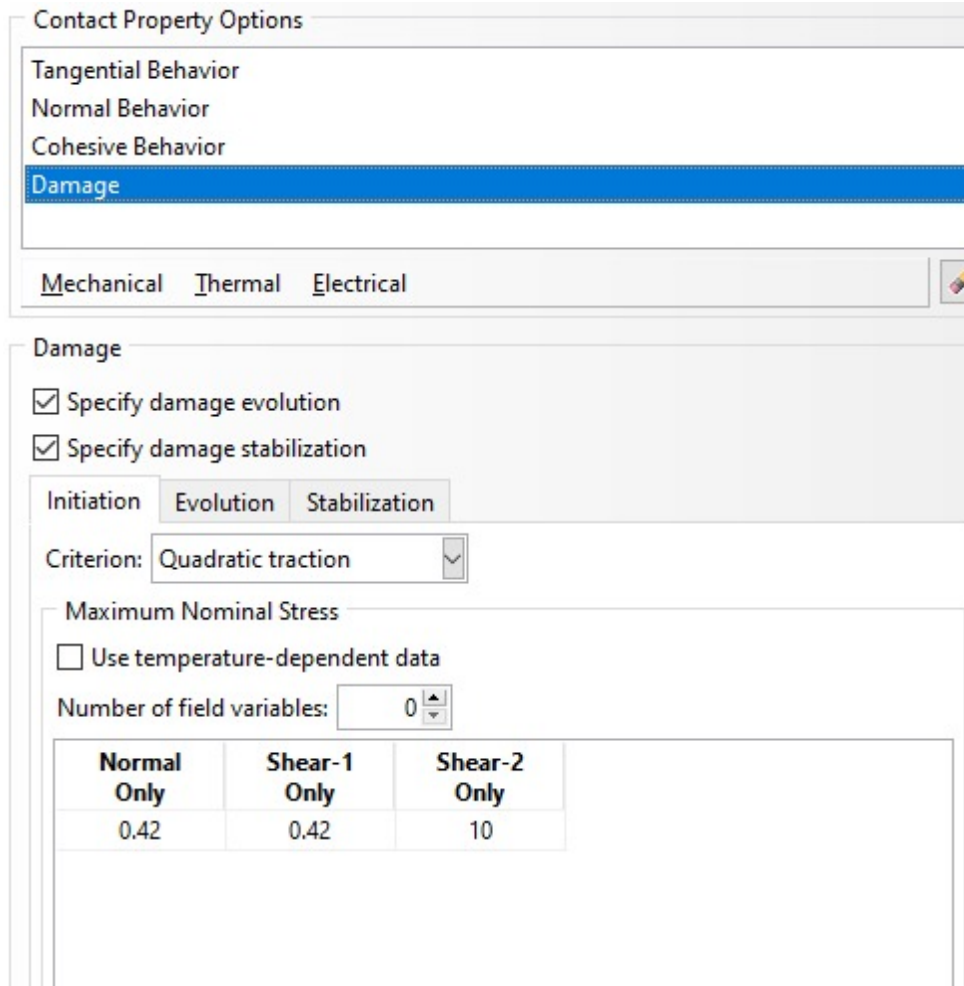 Contact Property Options
Tangential Behavior
Normal Behavior
Cohesive Behavior
Damage
Mechanical Thermal Electrical
Damage
Specify damage evolution
Specify damage stabilization
Initiation Evolution Stabilization
Criterion: Quadratic traction
Maximum Nominal Stress
Use temperature-dependent data
Number of field variables: 0
Normal Shear-1 Shear-2
Only Only Only
0.42 0.42 10